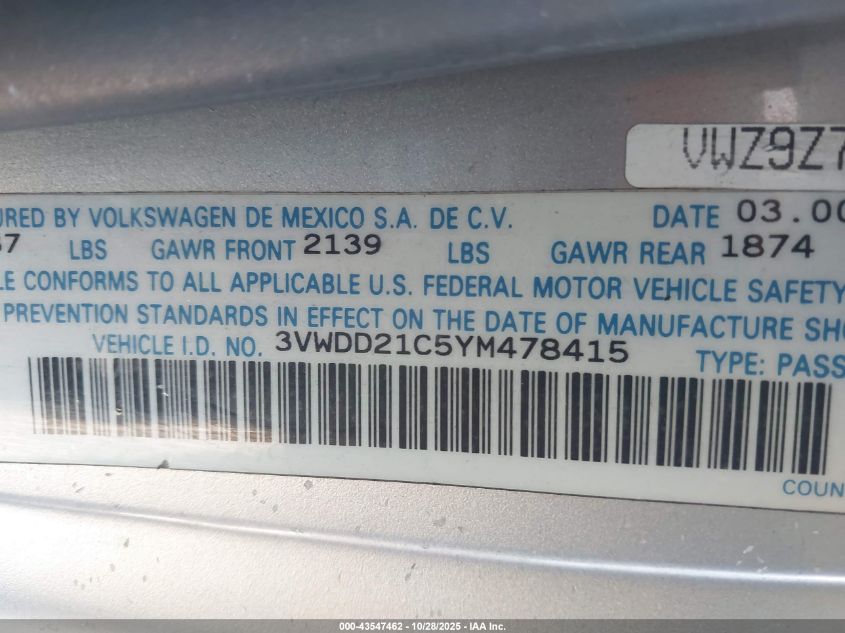 VWZ9Z7
URED BY VOLKSWAGEN DE MEXICO S.A. DE C.V. DATE 03.00
37 LBS GAWR FRONT 2139 LBS GAWR REAR 1874
LE CONFORMS TO ALL APPLICABLE U.S. FEDERAL MOTOR VEHICLE SAFETY
PREVENTION STANDARDS IN EFFECT ON THE DATE OF MANUFACTURE SHO
VEHICLE I.D. NO. 3VWDD21C5YM478415 TYPE: PASS
COUN
000-43547462 - 10/28/2025 - IAA Inc.